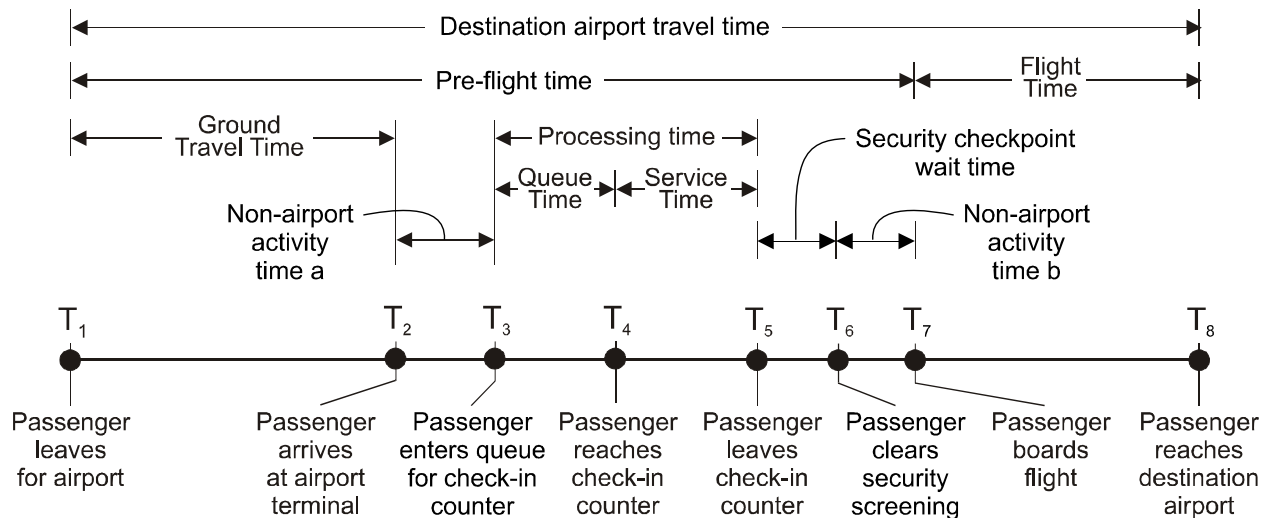 Destination airport travel time
Pre-flight time
Flight
Time
Ground
Travel Time
Processing time
Security checkpoint
wait time
Queue
Time
Service
Time
Non-airport
activity
time a
Non-airport
activity
time b
T1
T2
T3
T4
T5
T6
T7
T8
Passenger
leaves
for airport
Passenger
arrives
at airport
terminal
Passenger
enters queue
for check-in
counter
Passenger
reaches
check-in
counter
Passenger
leaves
check-in
counter
Passenger
clears
security
screening
Passenger
boards
flight
Passenger
reaches
destination
airport